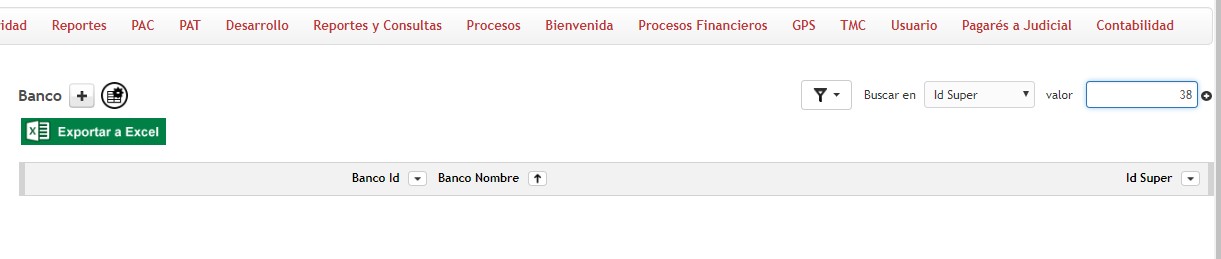 Reportes PAC PAT Desarrollo Reportes y Consultas Procesos Bienvenida Procesos Financieros GPS TMC Usuario Pagarés a Judicial Contabilidad
Banco Buscar en Id Super valor 38
Exportar a Excel
Banco Id Banco Nombre Id Super